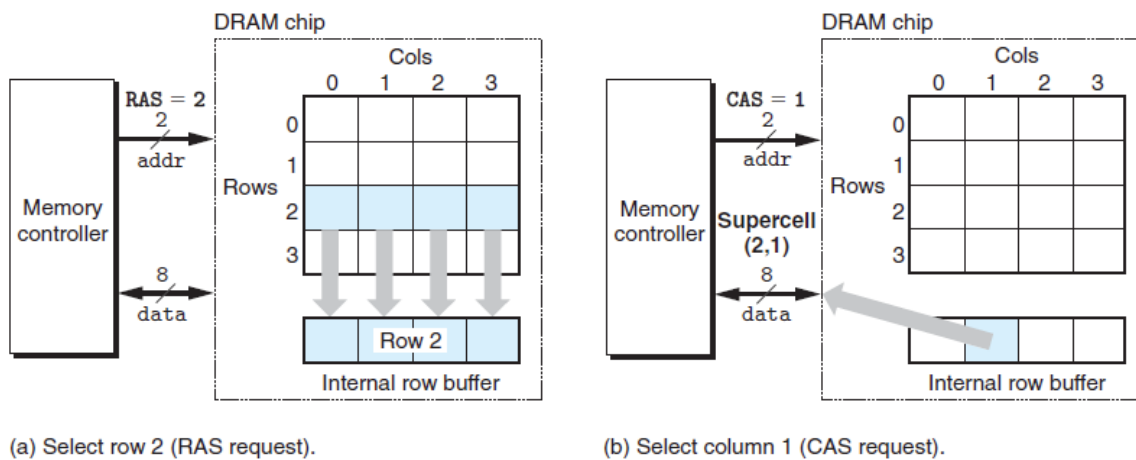 DRAM chip
Cols
0 1 2 3
RAS = 2
2
addr
Rows
0
1
2
3
Memory
controller
8
data
Row 2
Internal row buffer
(a) Select row 2 (RAS request).
DRAM chip
Cols
0 1 2 3
CAS = 1
2
addr
Rows
0
1
2
3
Memory
controller
Supercell
(2,1)
8
data
Internal row buffer
(b) Select column 1 (CAS request).